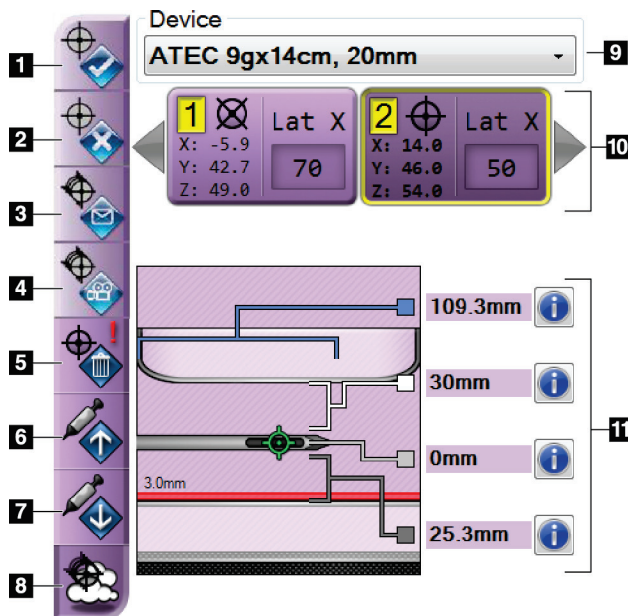 Device
1
ATEC 9gx14cm, 20mm
9
2
1
X: -5.9
Y: 42.7
Z: 49.0
Lat X
70
2
X: 14.0
Y: 46.0
Z: 54.0
Lat X
50
10
3
4
109.3mm
i
5
!
30mm
i
6
0mm
i
11
7
3.0mm
25.3mm
i
8